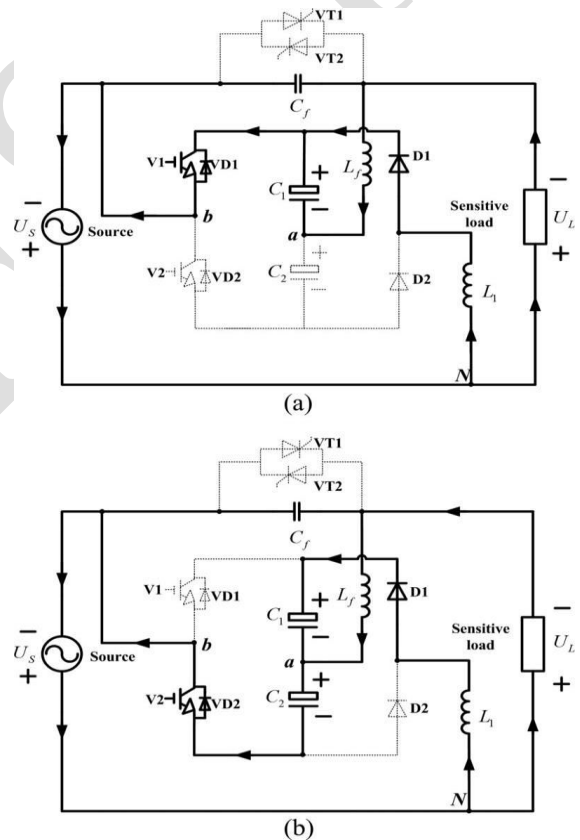 VT1
VT2
C_f
V1
VD1
C_1
L_f
D1
U_S
Source
b
a
Sensitive
load
U_L
V2
VD2
C_2
D2
L_1
N
(a)
VT1
VT2
C_f
V1
VD1
C_1
L_f
D1
b
a
U_S
Source
Sensitive
load
U_L
V2
VD2
C_2
D2
L_1
N
(b)